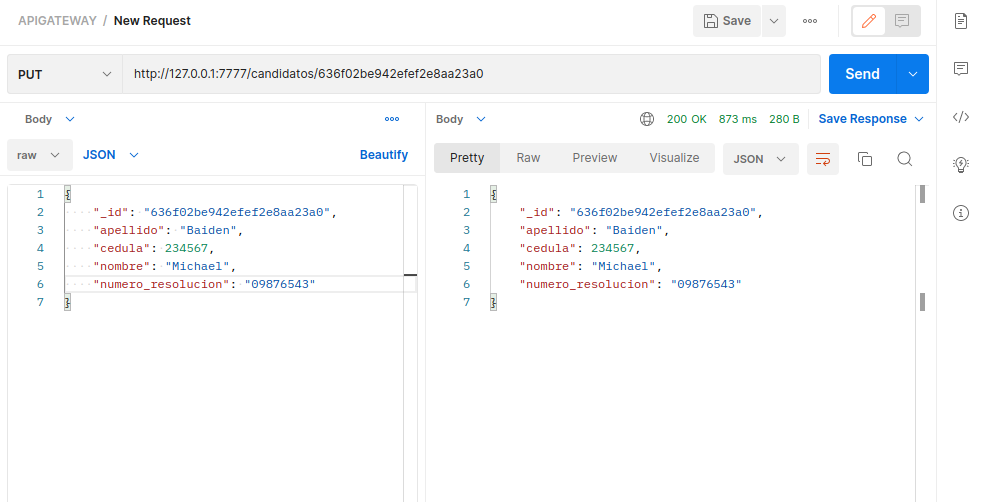 APIGATEWAY / New Request
Save
PUT
http://127.0.0.1:7777/candidatos/636f02be942efef2e8aa23a0
Send
Body
raw
JSON
Beautify
1 {
2 "_id": "636f02be942efef2e8aa23a0",
3 "apellido": "Baiden",
4 "cedula": 234567,
5 "nombre": "Michael",
6 "numero_resolucion": "09876543"
7 }
Body
200 OK 873 ms 280 B
Save Response
Pretty Raw Preview Visualize
JSON
1 {
2 "_id": "636f02be942efef2e8aa23a0",
3 "apellido": "Baiden",
4 "cedula": 234567,
5 "nombre": "Michael",
6 "numero_resolucion": "09876543"
7 }